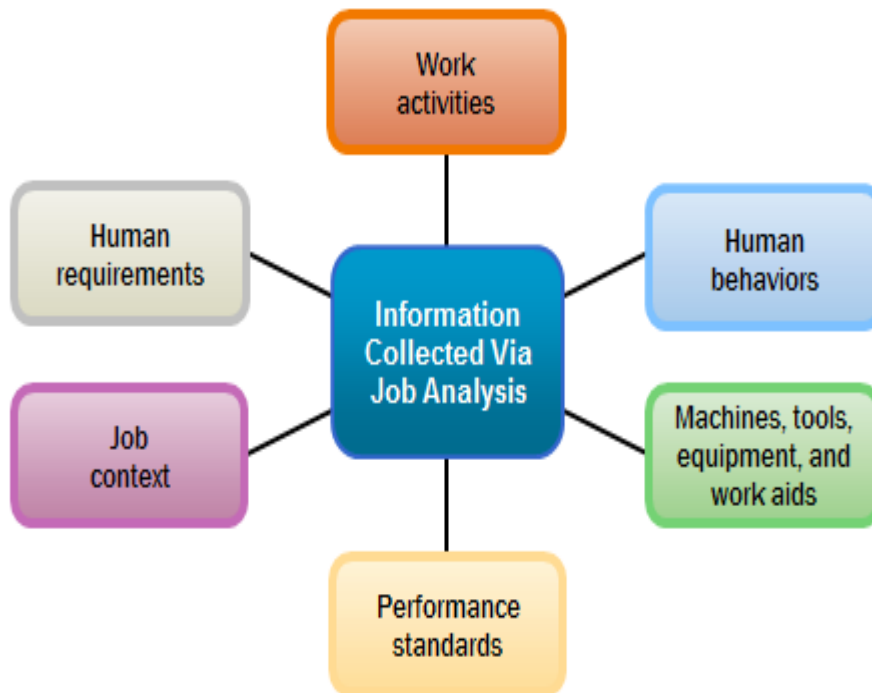 Work
activities
Human
requirements
Human
behaviors
Information
Collected Via
Job Analysis
Job
context
Machines, tools,
equipment, and
work aids
Performance
standards